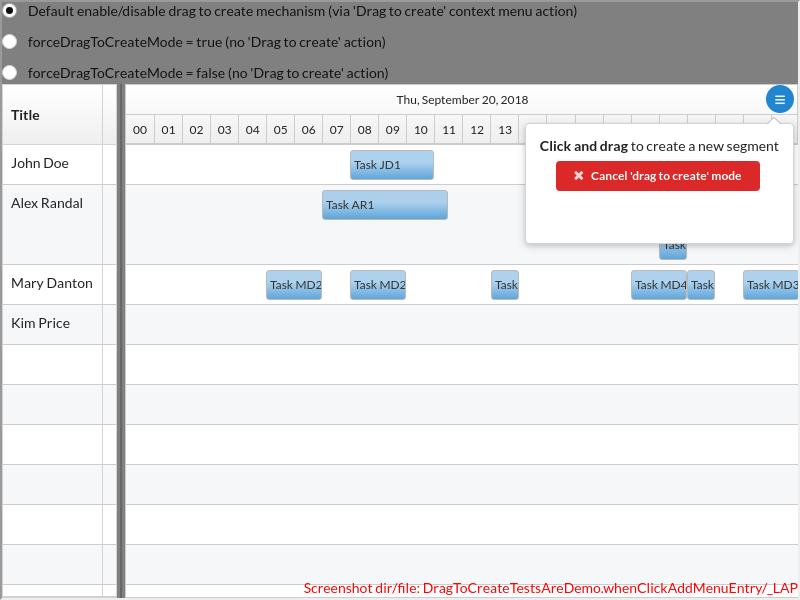 Default enable/disable drag to create mechanism (via 'Drag to create' context menu action)
forceDragToCreateMode = true (no 'Drag to create' action)
forceDragToCreateMode = false (no 'Drag to create' action)
Title
Thu, September 20, 2018
00 01 02 03 04 05 06 07 08 09 10 11 12 13
Click and drag to create a new segment
✖ Cancel 'drag to create' mode
John Doe
Task JD1
Alex Randal
Task AR1
Task
Mary Danton
Task MD2 Task MD2 Task Task MD4 Task Task MD3
Kim Price
Screenshot dir/file: DragToCreateTestsAreDemo.whenClickAddMenuEntry/_LAP